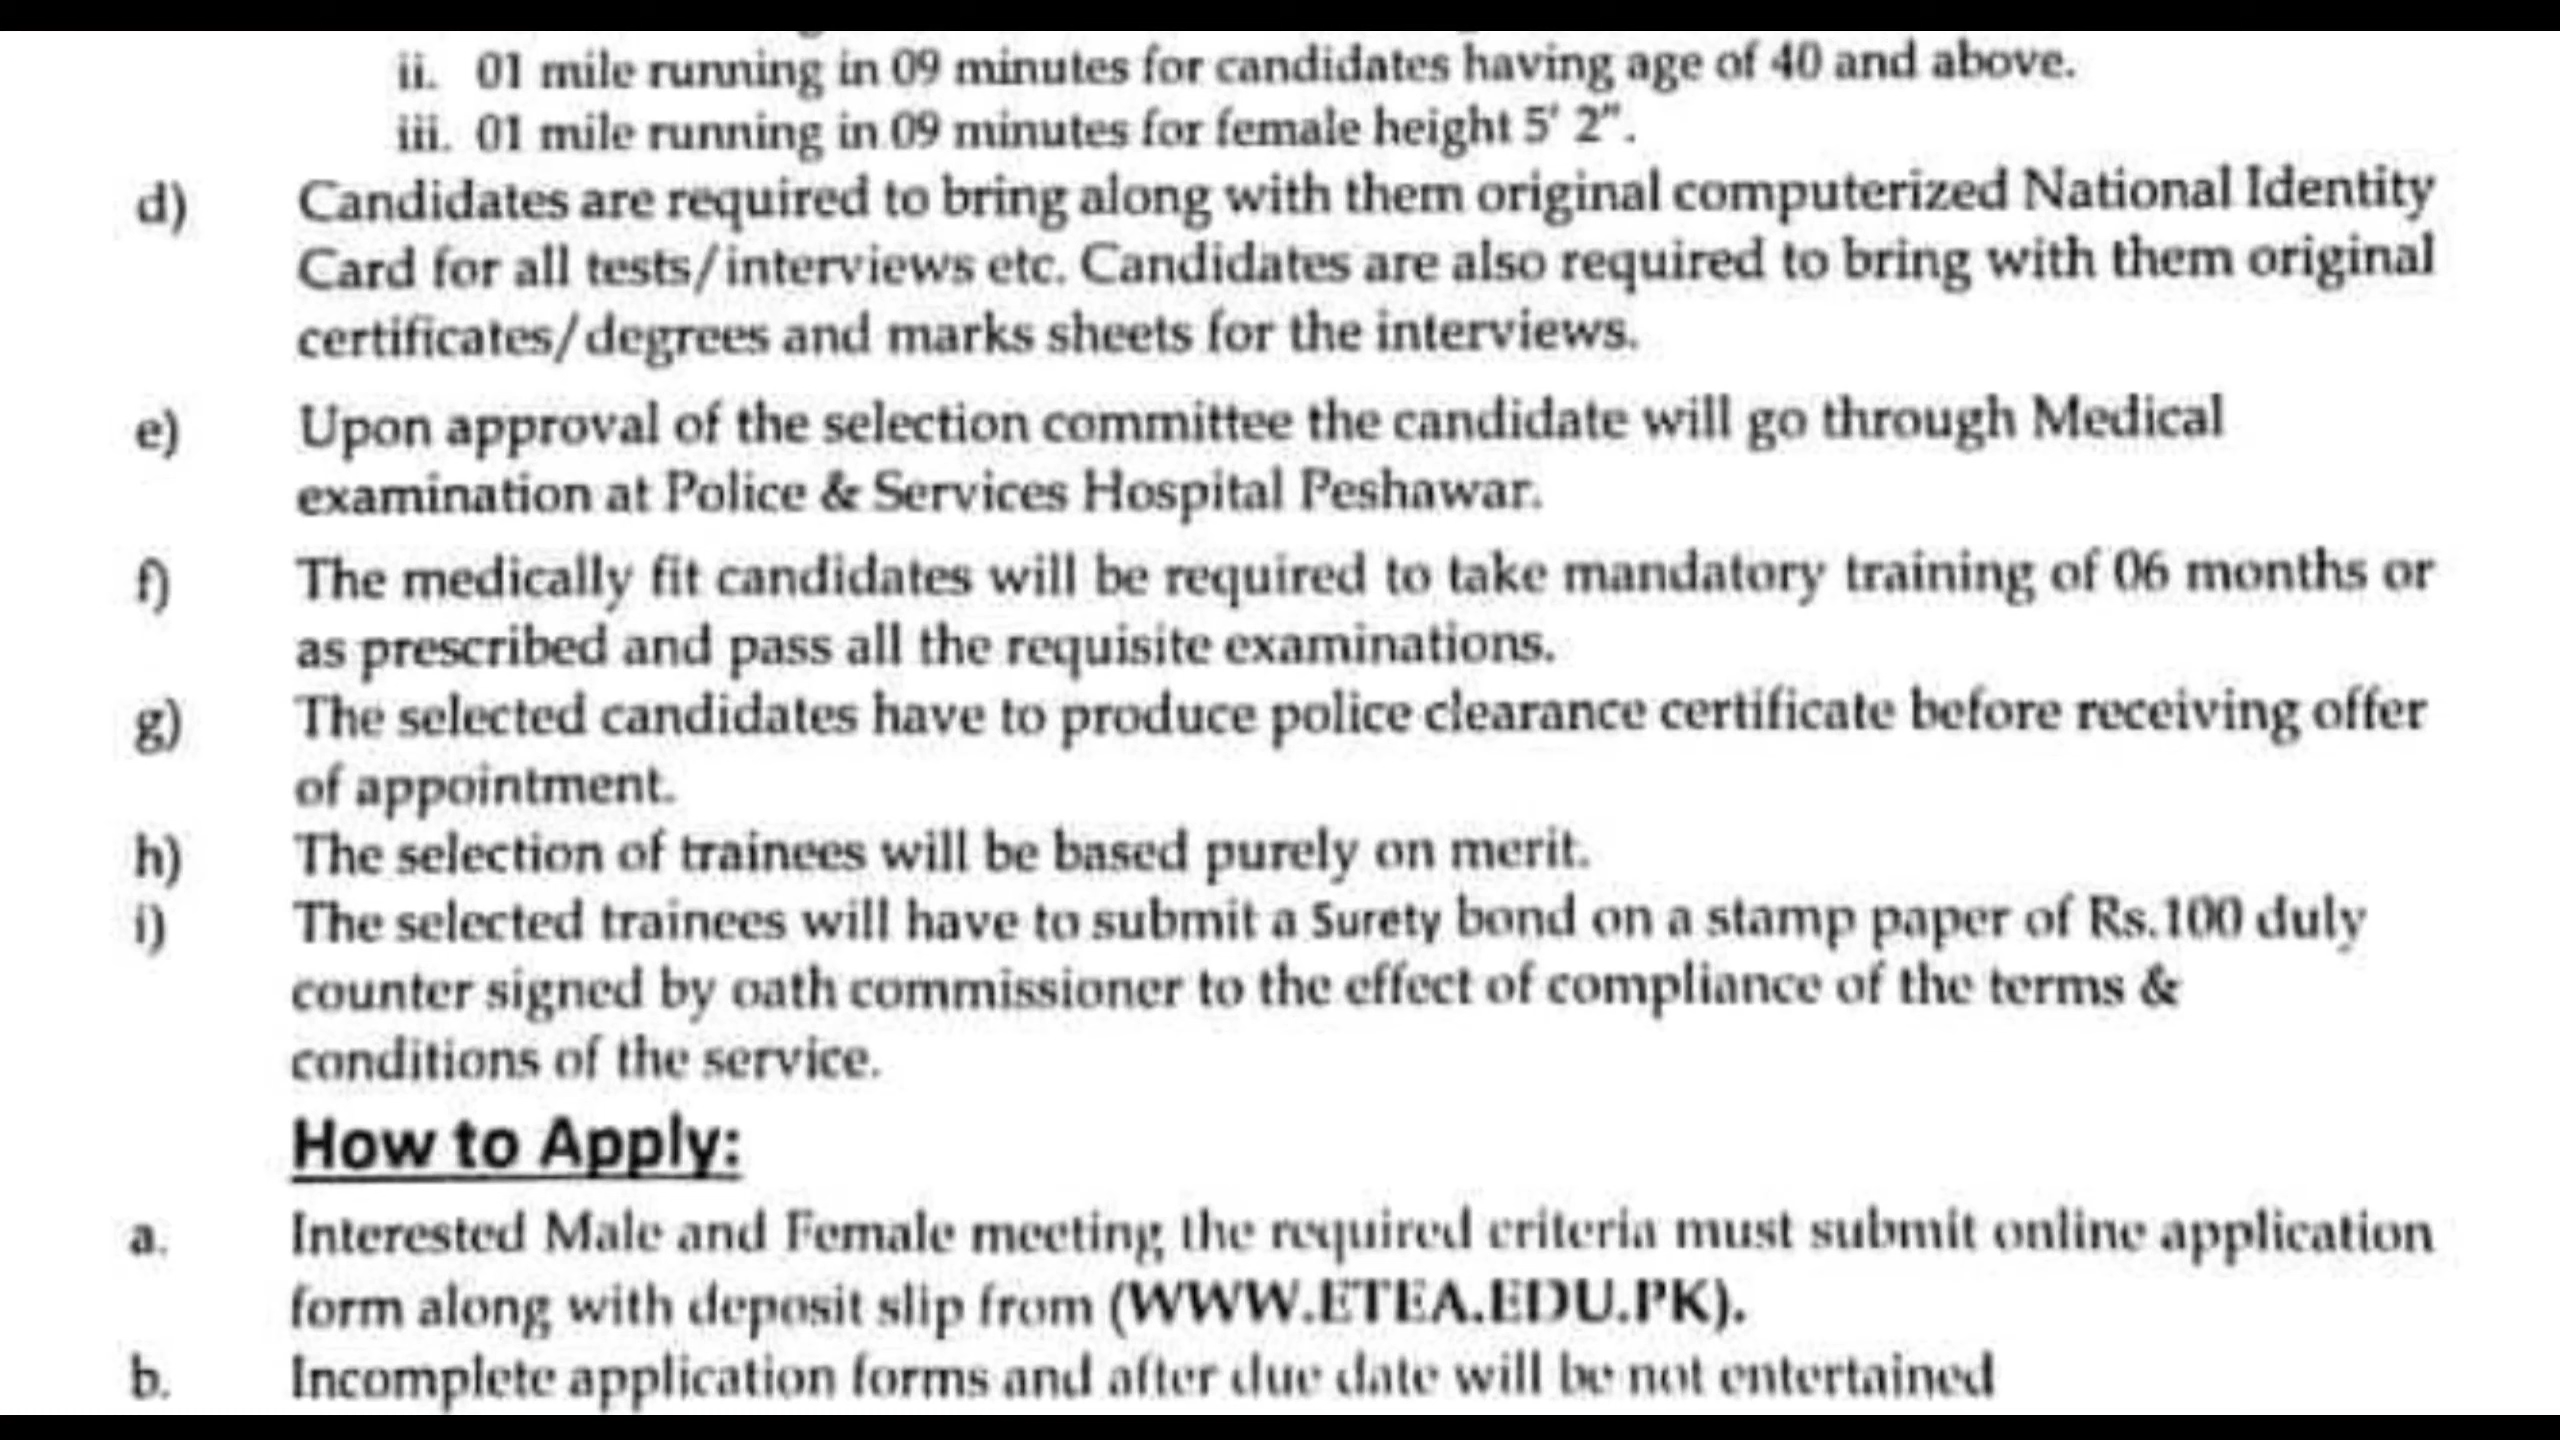 ii. 01 mile running in 09 minutes for candidates having age of 40 and above.
iii. 01 mile running in 09 minutes for female height 5' 2".
d) Candidates are required to bring along with them original computerized National Identity
Card for all tests/interviews etc. Candidates are also required to bring with them original
certificates/degrees and marks sheets for the interviews.
e) Upon approval of the selection committee the candidate will go through Medical
examination at Police & Services Hospital Peshawar.
f) The medically fit candidates will be required to take mandatory training of 06 months or
as prescribed and pass all the requisite examinations.
g) The selected candidates have to produce police clearance certificate before receiving offer
of appointment.
h) The selection of trainees will be based purely on merit.
i) The selected trainees will have to submit a Surety bond on a stamp paper of Rs.100 duly
counter signed by oath commissioner to the effect of compliance of the terms &
conditions of the service.
How to Apply:
a. Interested Male and Female meeting the required criteria must submit online application
form along with deposit slip from (WWW.ETEA.EDU.PK).
b. Incomplete application forms and after due date will be not entertained